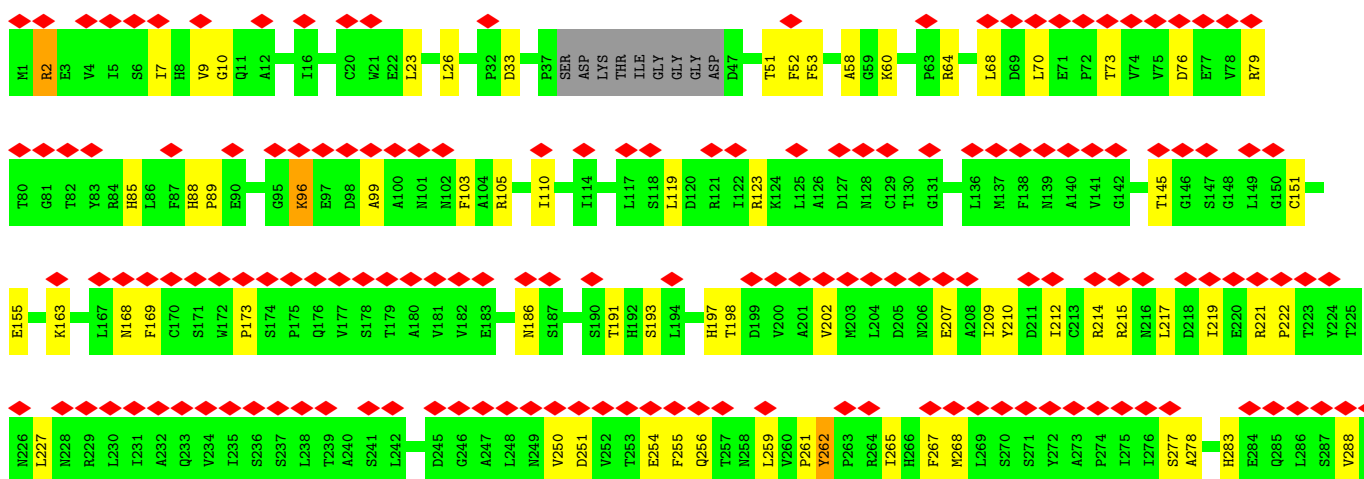 M1 R2 E3 V4 I5 S6 I7 H8 V9 G10 Q11 A12 I16 C20 W21 E22 L23 L26 P32 D33 P37 SER ASP LYS THR ILE GLY GLY GLY ASP D47 T51 F52 F53 A58 G59 K60 P63 R64 L68 D69 L70 E71 P72 T73 V74 V75 D76 E77 V78 R79
T80 G81 T82 Y83 R84 H85 L86 F87 H88 P89 E90 G95 K96 E97 D98 A99 A100 N101 N102 F103 A104 R105 I110 I114 L117 S118 L119 D120 R121 I122 R123 K124 L125 A126 D127 N128 C129 T130 G131 L136 M137 F138 N139 A140 V141 G142 T145 G146 S147 G148 L149 G150 C151
E155 K163 L167 N168 F169 C170 S171 W172 P173 S174 P175 Q176 V177 S178 T179 A180 V181 V182 E183 N186 S187 S190 T191 H192 S193 L194 H197 T198 D199 V200 A201 V202 M203 L204 D205 N206 E207 A208 I209 Y210 D211 I212 C213 R214 R215 N216 L217 D218 I219 E220 R221 P222 T223 Y224 T225
N226 L227 N228 R229 L230 I231 A232 Q233 V234 I235 S236 S237 L238 T239 A240 S241 L242 D245 G246 A247 L248 N249 V250 D251 V252 T253 E254 F255 Q256 T257 N258 L259 V260 P261 Y262 P263 R264 I265 H266 F267 M268 L269 S270 S271 Y272 A273 P274 I275 I276 S277 A278 H283 E284 Q285 L286 S287 V288